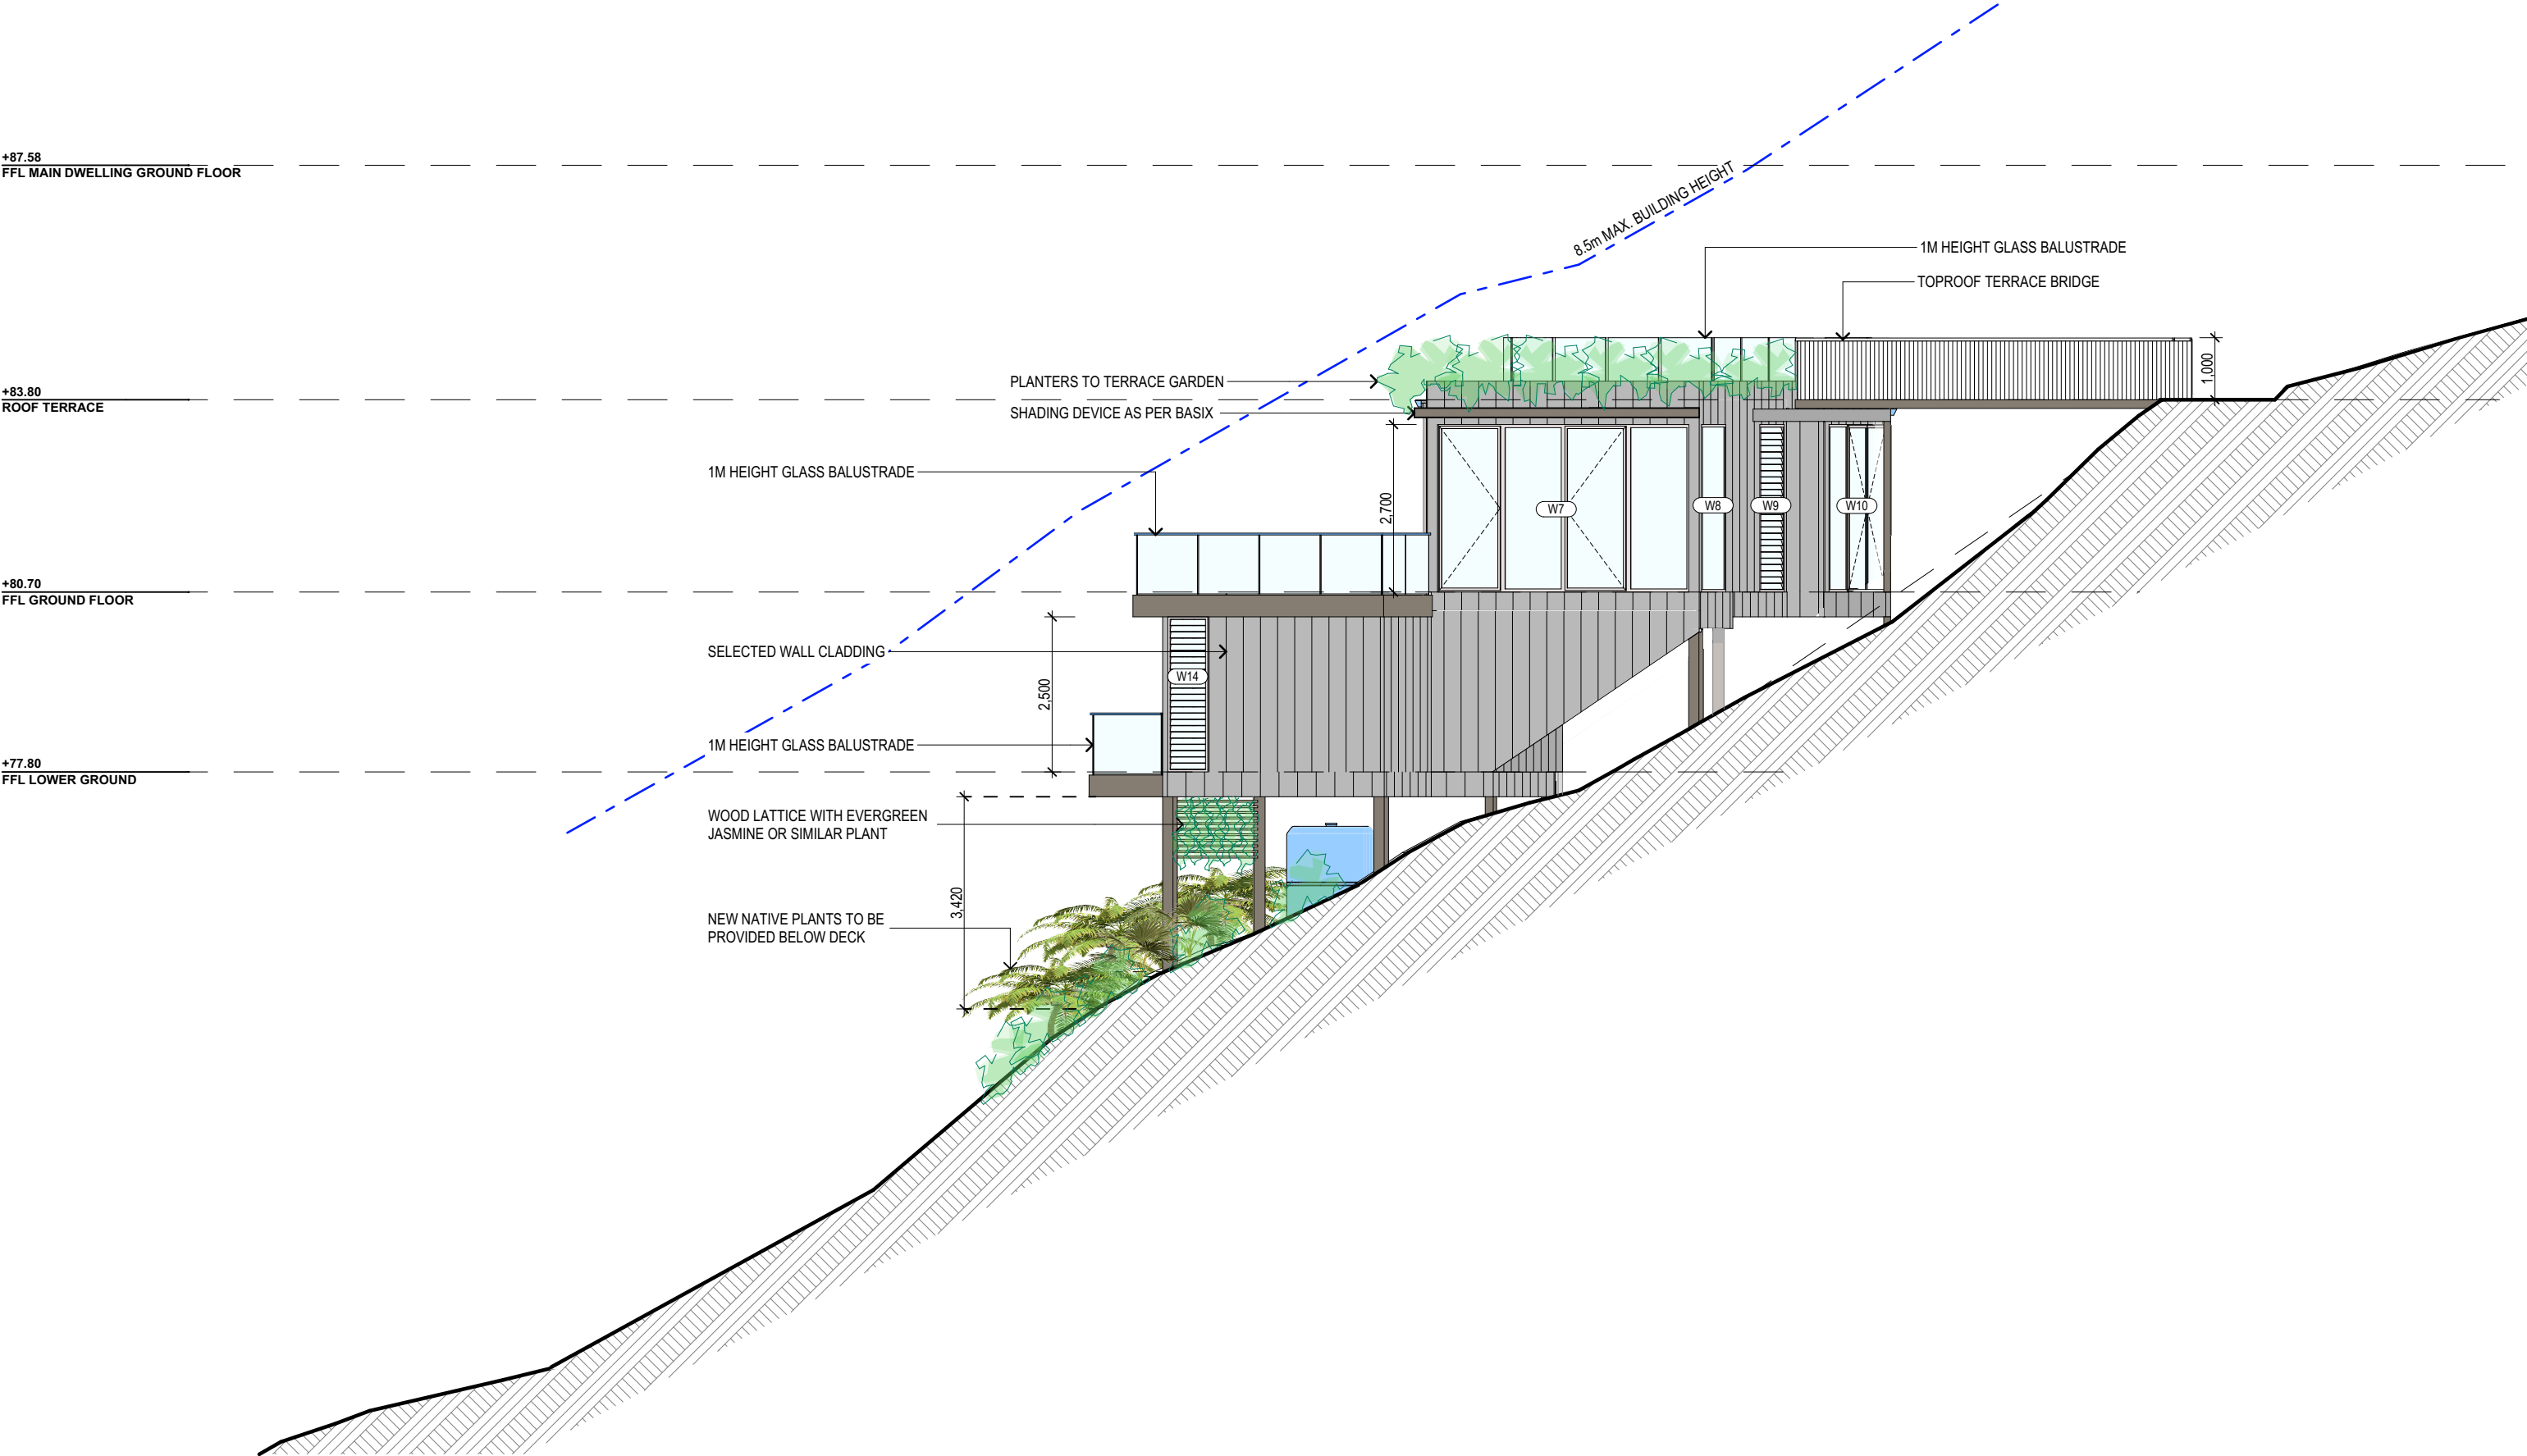 +87.58
FFL MAIN DWELLING GROUND FLOOR
8.5m MAX. BUILDING HEIGHT
1M HEIGHT GLASS BALUSTRADE
TOPROOF TERRACE BRIDGE
1,000
PLANTERS TO TERRACE GARDEN
+83.80
ROOF TERRACE
SHADING DEVICE AS PER BASIX
1M HEIGHT GLASS BALUSTRADE
2,700
W7
W8
W9
W10
+80.70
FFL GROUND FLOOR
SELECTED WALL CLADDING
W14
2,500
1M HEIGHT GLASS BALUSTRADE
+77.80
FFL LOWER GROUND
WOOD LATTICE WITH EVERGREEN
JASMINE OR SIMILAR PLANT
3,420
NEW NATIVE PLANTS TO BE
PROVIDED BELOW DECK